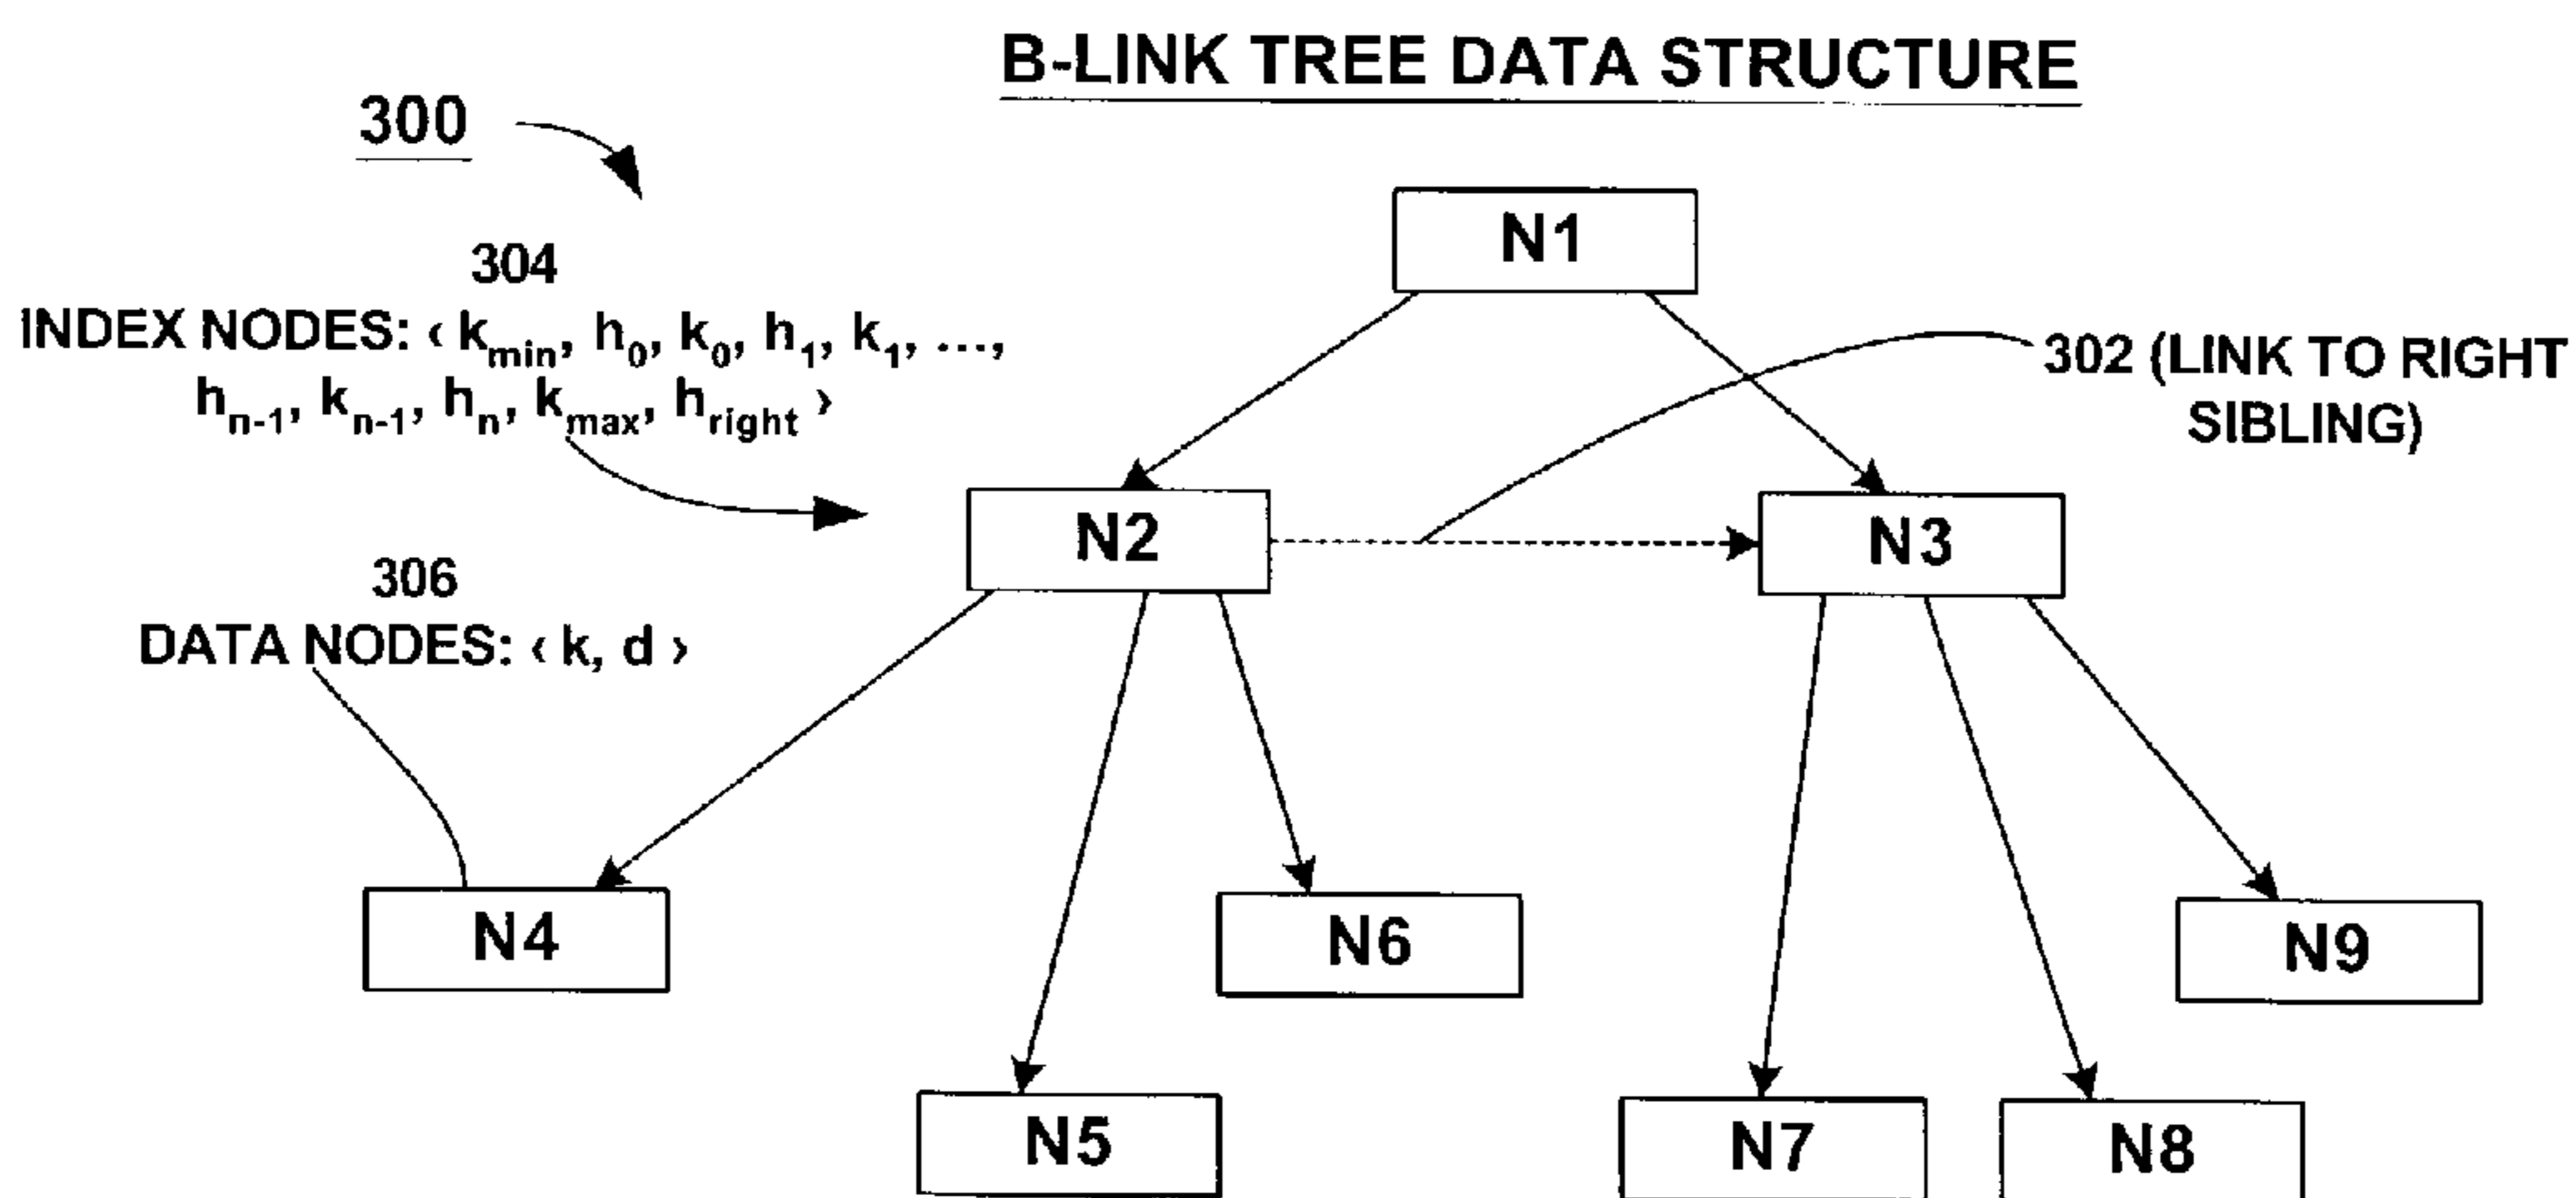 B-LINK TREE DATA STRUCTURE
300
N1
304
INDEX NODES: ‹ k_min, h_0, k_0, h_1, k_1, ...,
h_n-1, k_n-1, h_n, k_max, h_right ›
302 (LINK TO RIGHT
SIBLING)
N2
N3
306
DATA NODES: ‹ k, d ›
N4
N6
N9
N5
N7
N8